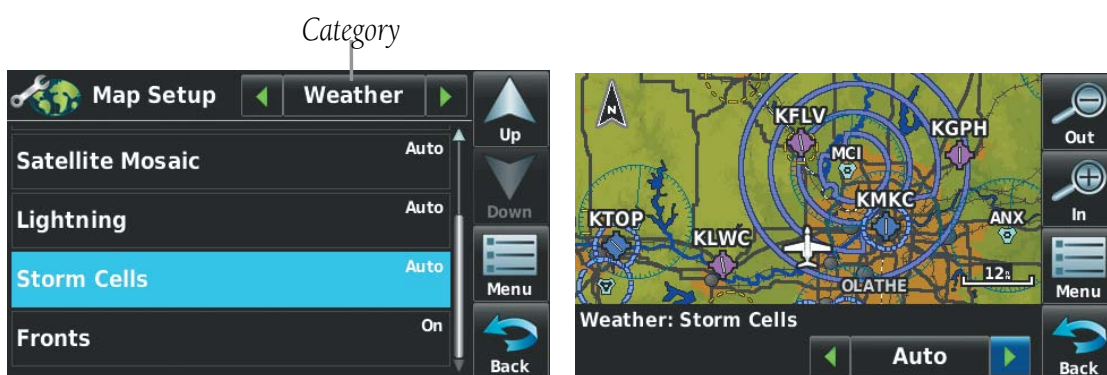 Category
Map Setup
Weather
Up
Satellite Mosaic
Auto
Lightning
Auto
Down
Storm Cells
Auto
Menu
Fronts
On
Back
N
KFLV
KGPH
Out
MCI
KMKC
In
KTOP
ANX
KLWC
12
OLATHE
Menu
Weather: Storm Cells
Auto
Back